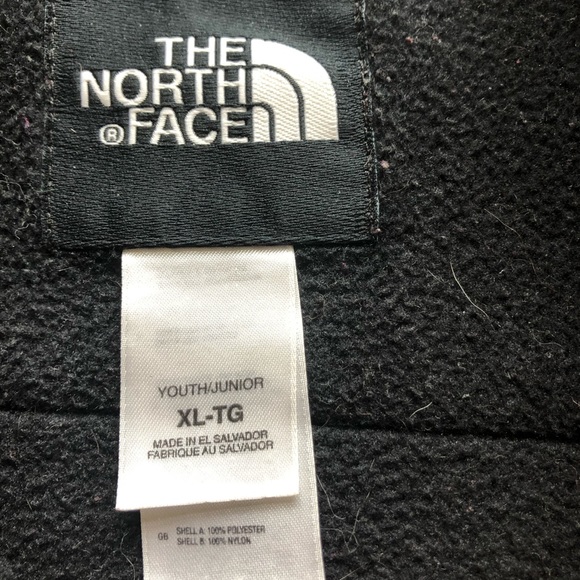 THE
NORTH
® FACE
YOUTH/JUNIOR
XL-TG
MADE IN EL SALVADOR
FABRIQUE AU SALVADOR
GB SHELL A: 100% POLYESTER
SHELL B: 100% NYLON